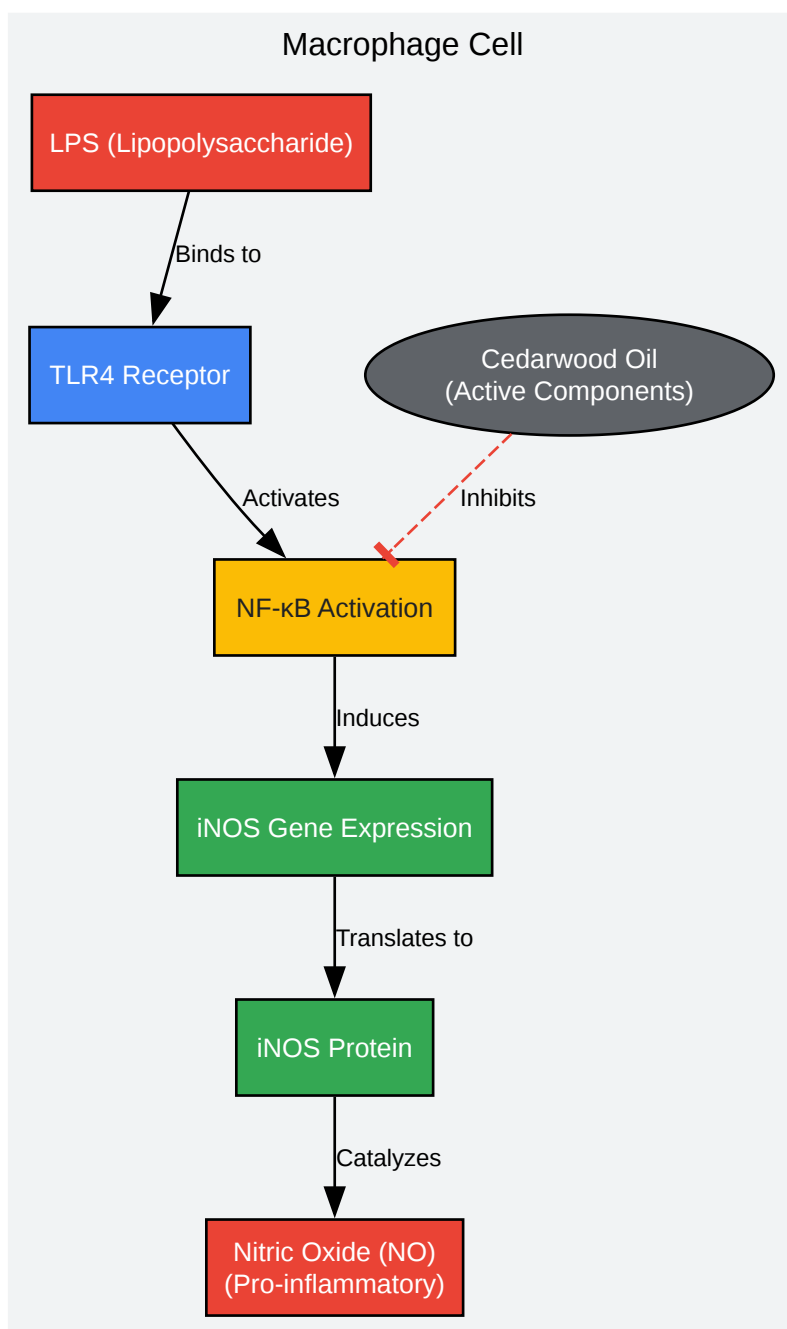 Macrophage Cell
LPS (Lipopolysaccharide)
Binds to
TLR4 Receptor
Cedarwood Oil
(Active Components)
Activates
Inhibits
NF-κB Activation
Induces
iNOS Gene Expression
Translates to
iNOS Protein
Catalyzes
Nitric Oxide (NO)
(Pro-inflammatory)